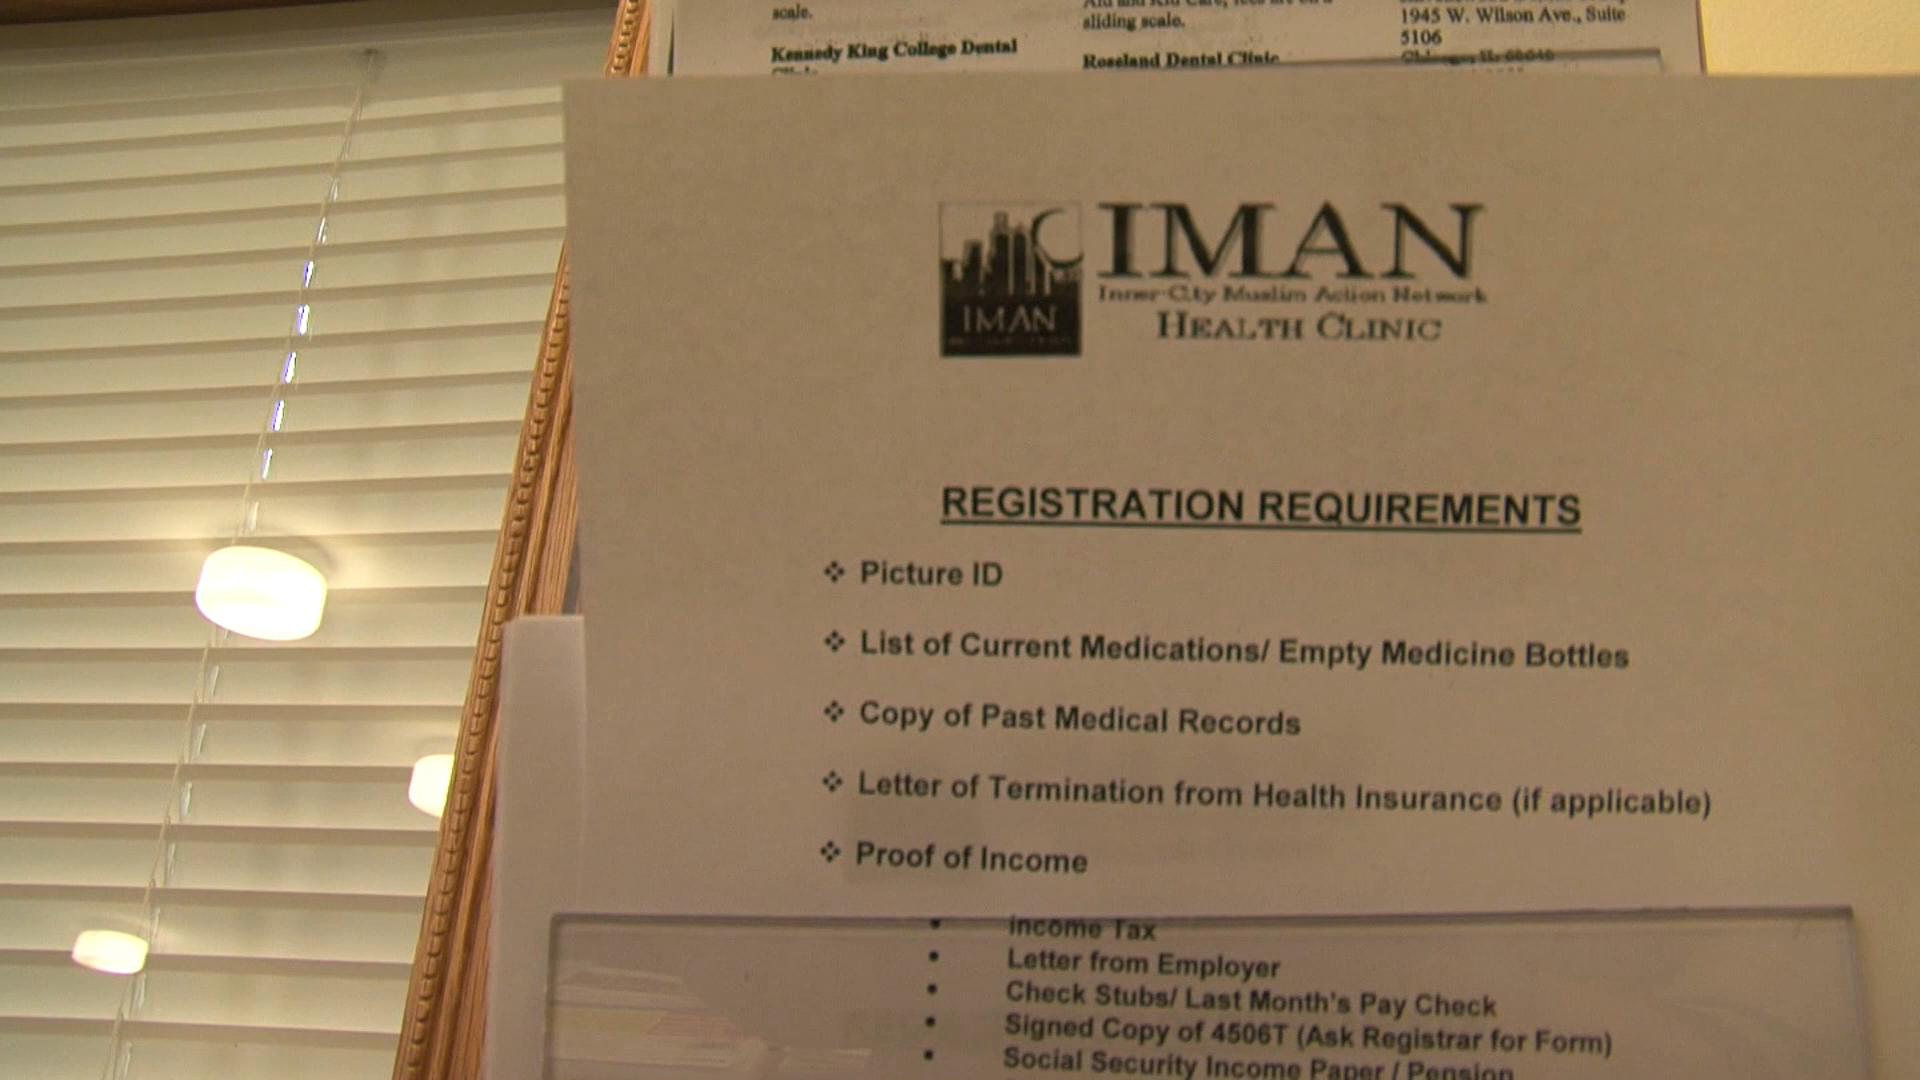 scale.
Kennedy King College Dental
sliding scale.
Roseland Dental Clinic
1945 W. Wilson Ave., Suite
5106
IMAN
IMAN
Inner-City Muslim Action Network
HEALTH CLINIC
REGISTRATION REQUIREMENTS
❖ Picture ID
❖ List of Current Medications/ Empty Medicine Bottles
❖ Copy of Past Medical Records
❖ Letter of Termination from Health Insurance (if applicable)
❖ Proof of Income
• Income Tax
• Letter from Employer
• Check Stubs/ Last Month's Pay Check
• Signed Copy of 4506T (Ask Registrar for Form)
• Social Security Income Paper / Pension